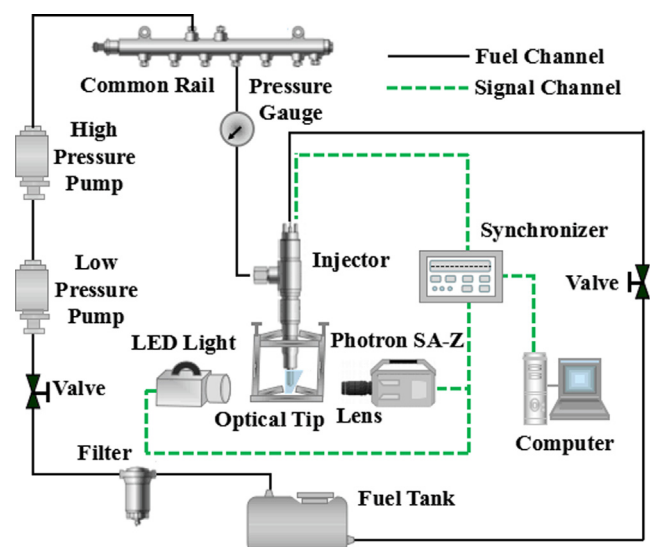 Common Rail
Pressure
Gauge
Fuel Channel
Signal Channel
High
Pressure
Pump
Low
Pressure
Pump
Injector
Synchronizer
Valve
LED Light
Photron SA-Z
Valve
Optical Tip
Lens
Computer
Filter
Fuel Tank